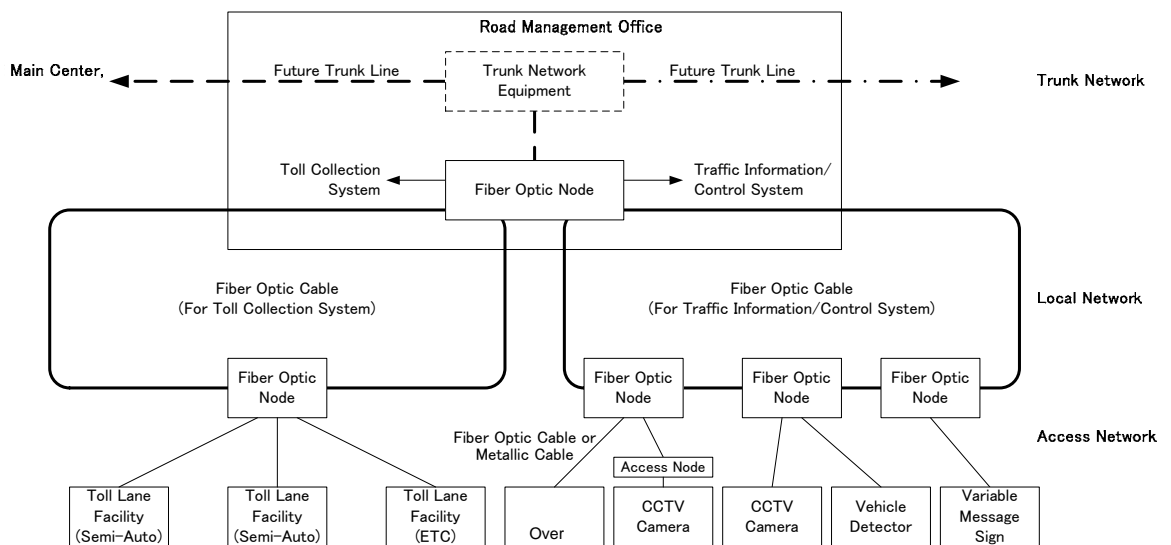 Road Management Office
Main Center,
Future Trunk Line
Trunk Network
Equipment
Future Trunk Line
Trunk Network
Toll Collection
System
Fiber Optic Node
Traffic Information/
Control System
Fiber Optic Cable
(For Toll Collection System)
Fiber Optic Cable
(For Traffic Information/Control System)
Local Network
Fiber Optic
Node
Fiber Optic
Node
Fiber Optic
Node
Fiber Optic
Node
Fiber Optic Cable or
Metallic Cable
Access Network
Access Node
Toll Lane
Facility
(Semi-Auto)
Toll Lane
Facility
(Semi-Auto)
Toll Lane
Facility
(ETC)
Over
CCTV
Camera
CCTV
Camera
Vehicle
Detector
Variable
Message
Sign